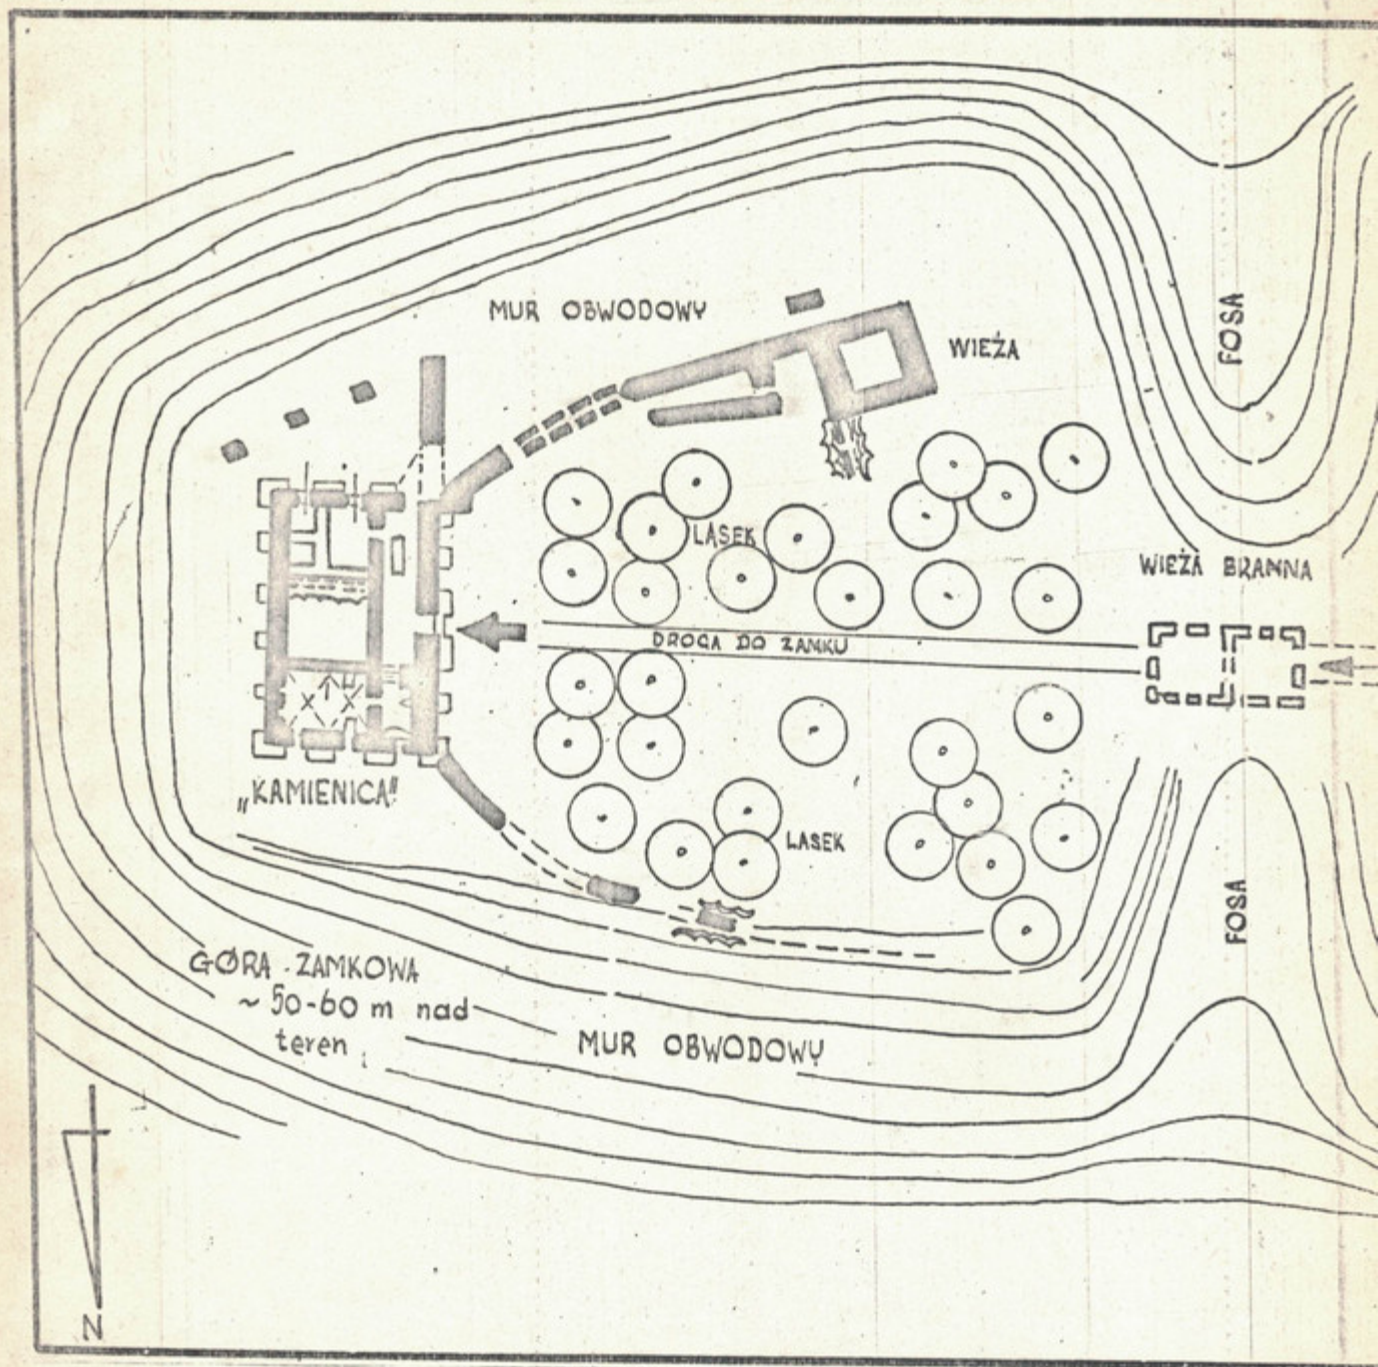 MUR OBWODOWY
WIEŻA
FOSA
LASEK
WIEŻA BRAMNA
DROGA DO ZAMKU
„KAMIENICA"
LASEK
FOSA
GÓRA ZAMKOWA
~ 50-60 m nad
teren
MUR OBWODOWY
N